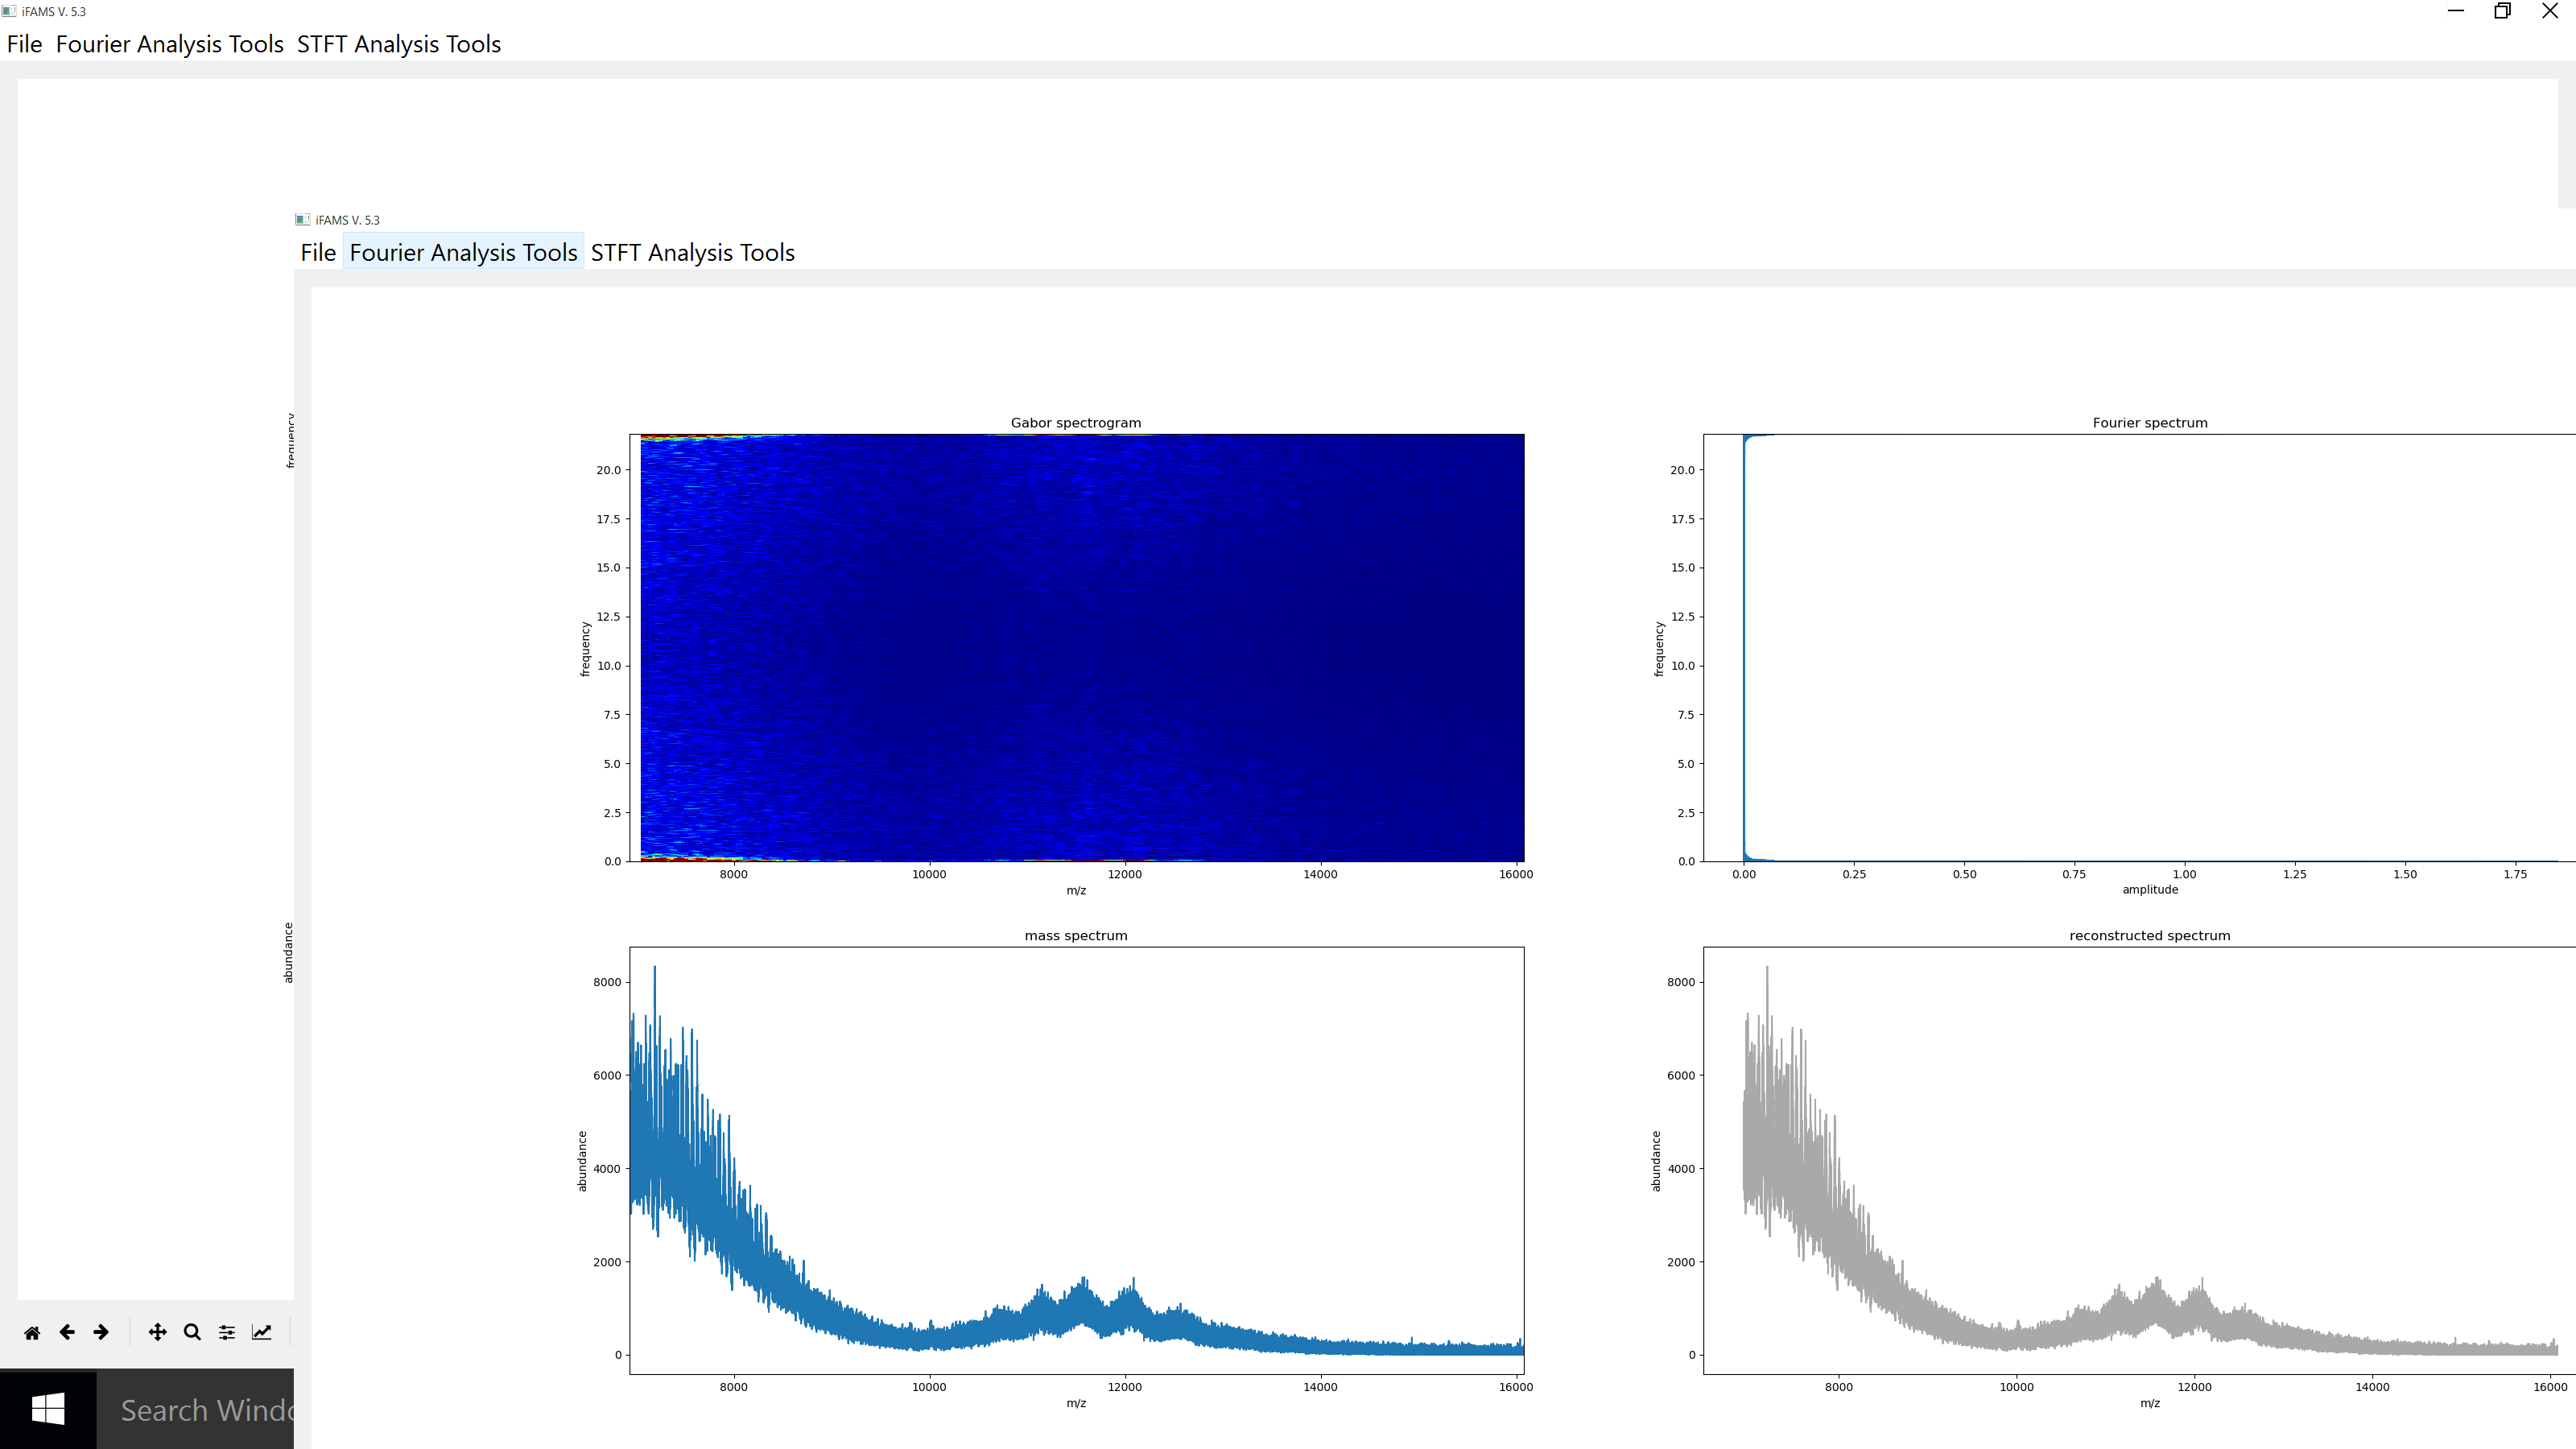 iFAMS V. 5.3
File Fourier Analysis Tools STFT Analysis Tools
iFAMS V. 5.3
File Fourier Analysis Tools STFT Analysis Tools
frequency
abundance
Gabor spectrogram
frequency
20.0
17.5
15.0
12.5
10.0
7.5
5.0
2.5
0.0
8000 10000 12000 14000 16000
m/z
Fourier spectrum
frequency
20.0
17.5
15.0
12.5
10.0
7.5
5.0
2.5
0.0
0.00 0.25 0.50 0.75 1.00 1.25 1.50 1.75
amplitude
mass spectrum
abundance
8000
6000
4000
2000
0
8000 10000 12000 14000 16000
m/z
reconstructed spectrum
abundance
8000
6000
4000
2000
0
8000 10000 12000 14000 16000
m/z
Search Windo